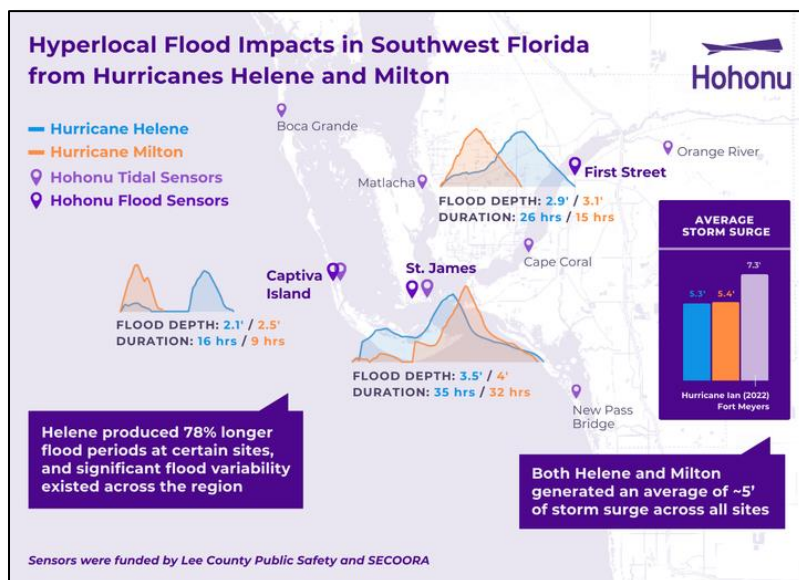 Hyperlocal Flood Impacts in Southwest Florida
from Hurricanes Helene and Milton
Hohonu
Hurricane Helene
Hurricane Milton
Hohonu Tidal Sensors
Hohonu Flood Sensors
Boca Grande
Matlacha
First Street
Orange River
FLOOD DEPTH: 2.9' / 3.1'
DURATION: 26 hrs / 15 hrs
Cape Coral
Captiva
Island
St. James
FLOOD DEPTH: 2.1' / 2.5'
DURATION: 16 hrs / 9 hrs
FLOOD DEPTH: 3.5' / 4'
DURATION: 35 hrs / 32 hrs
New Pass
Bridge
AVERAGE
STORM SURGE
5.3'
5.4'
7.3'
Hurricane Ian (2022)
Fort Meyers
Helene produced 78% longer
flood periods at certain sites,
and significant flood variability
existed across the region
Both Helene and Milton
generated an average of ~5'
of storm surge across all sites
Sensors were funded by Lee County Public Safety and SECOORA